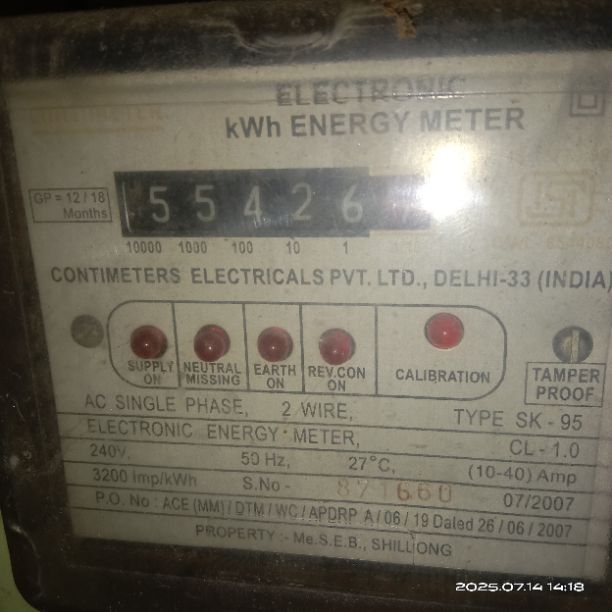 ELECTRONIC
kWh ENERGY METER
GP = 12 / 18
Months
5 5 4 2 6
10000 1000 100 10 1
CONTIMETERS ELECTRICALS PVT. LTD., DELHI-33 (INDIA)
SUPPLY ON NEUTRAL MISSING EARTH ON REV.CON ON CALIBRATION
TAMPER
PROOF
AC SINGLE PHASE, 2 WIRE, TYPE SK - 95
ELECTRONIC ENERGY METER, CL - 1.0
240V, 50 Hz, 27°C, (10-40) Amp
3200 Imp/kWh S.No - 871660 07/2007
P.O. No : ACE (MM) / DTM / WC / APDRP A / 06 / 19 Dated 26 / 06 / 2007
PROPERTY :- Me.S.E.B., SHILLONG
2025.07.14 14:18